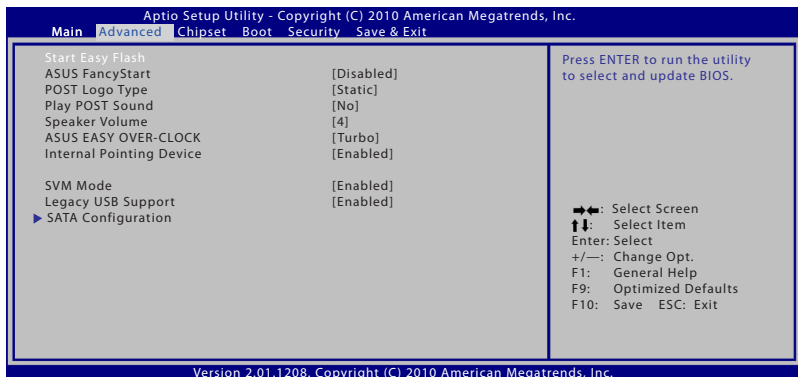 Aptio Setup Utility - Copyright (C) 2010 American Megatrends, Inc.
Main Advanced Chipset Boot Security Save & Exit
Start Easy Flash
ASUS FancyStart [Disabled]
POST Logo Type [Static]
Play POST Sound [No]
Speaker Volume [4]
ASUS EASY OVER-CLOCK [Turbo]
Internal Pointing Device [Enabled]
SVM Mode [Enabled]
Legacy USB Support [Enabled]
SATA Configuration
Press ENTER to run the utility
to select and update BIOS.
→←: Select Screen
↑↓: Select Item
Enter: Select
+/—: Change Opt.
F1: General Help
F9: Optimized Defaults
F10: Save ESC: Exit
Version 2.01.1208. Copyright (C) 2010 American Megatrends, Inc.